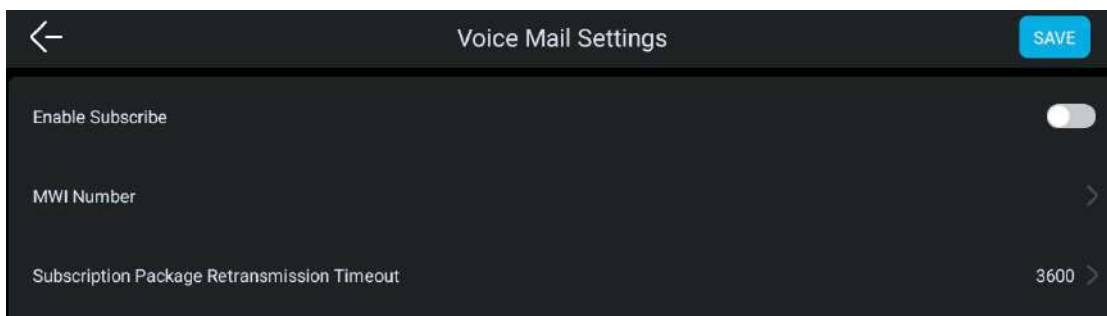 Voice Mail Settings
SAVE
Enable Subscribe
MWI Number
Subscription Package Retransmission Timeout 3600